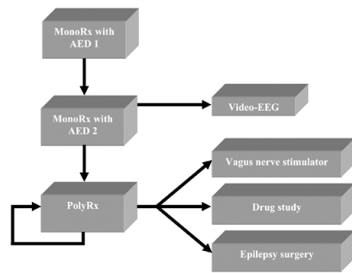 MonoRx with
AED 1
MonoRx with
AED 2
Video-EEG
Vagus nerve stimulator
PolyRx
Drug study
Epilepsy surgery